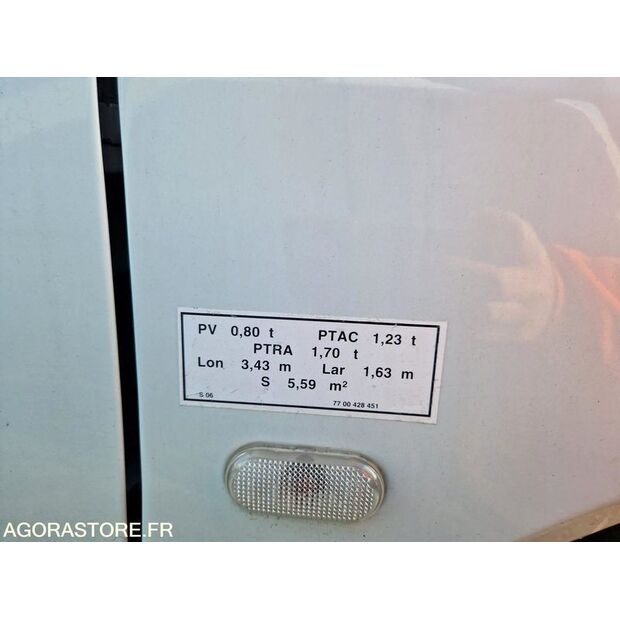 PV 0,80 t PTAC 1,23 t
PTRA 1,70 t
Lon 3,43 m Lar 1,63 m
S 5,59 m²
S 06 77 00 428 451
AGORASTORE.FR